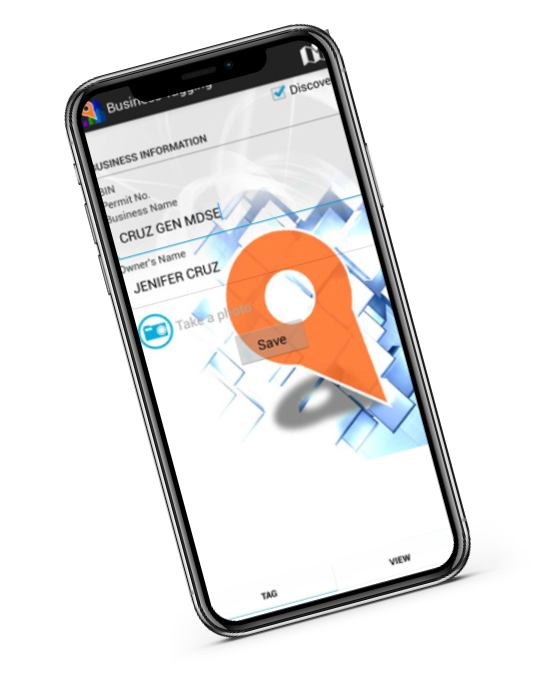 Business Tagging
Discove
BUSINESS INFORMATION
BIN
Permit No.
Business Name
CRUZ GEN MDSE
Owner's Name
JENIFER CRUZ
Take a photo
Save
TAG
VIEW